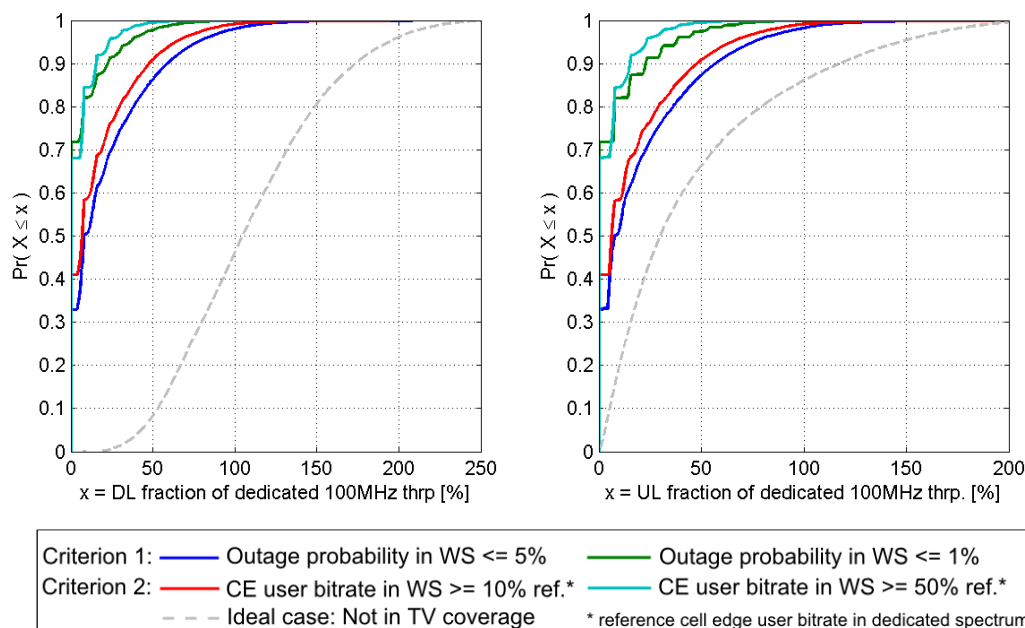 1
0.9
0.8
0.7
0.6
0.5
0.4
0.3
0.2
0.1
0
Pr( X ≤ x )
0 50 100 150 200 250
x = DL fraction of dedicated 100MHz thrp [%]
1
0.9
0.8
0.7
0.6
0.5
0.4
0.3
0.2
0.1
0
Pr( X ≤ x )
0 50 100 150 200
x = UL fraction of dedicated 100MHz thrp. [%]
Criterion 1: Outage probability in WS <= 5% Outage probability in WS <= 1%
Criterion 2: CE user bitrate in WS >= 10% ref.* CE user bitrate in WS >= 50% ref.*
Ideal case: Not in TV coverage * reference cell edge user bitrate in dedicated spectrum